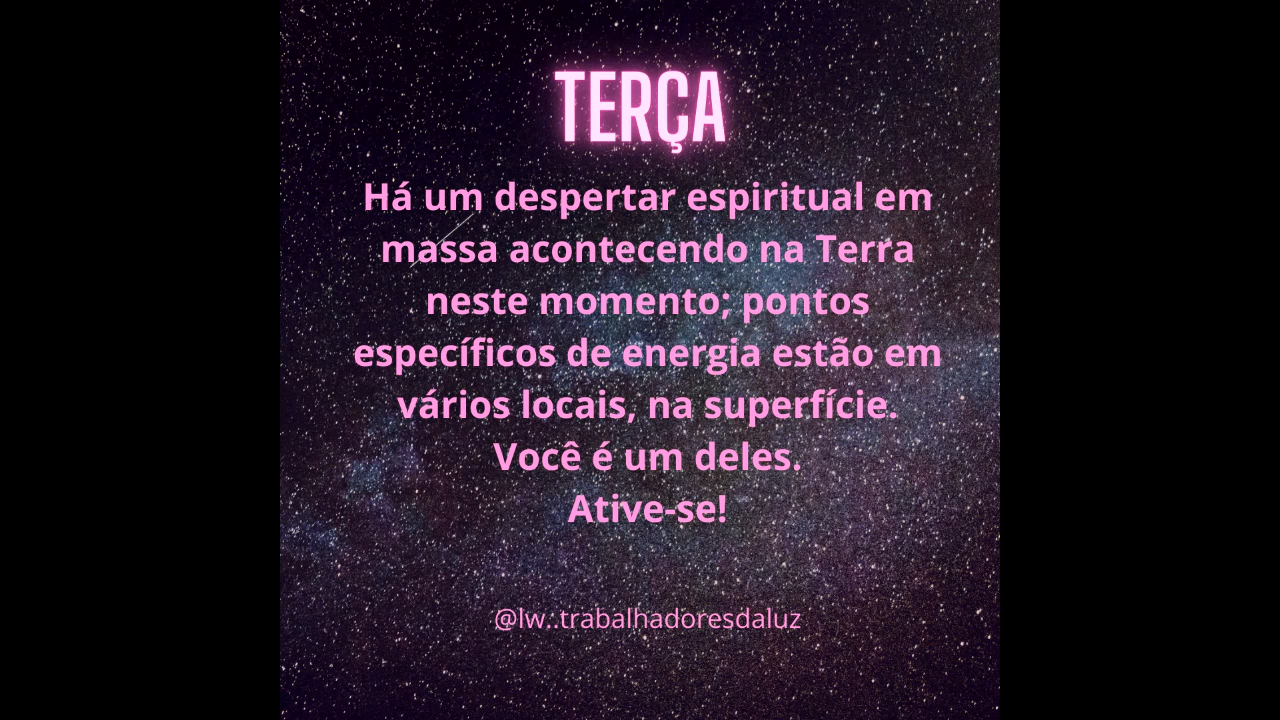 TERÇA
Há um despertar espiritual em
massa acontecendo na Terra
neste momento; pontos
específicos de energia estão em
vários locais, na superfície.
Você é um deles.
Ative-se!
@lw..trabalhadoresdaluz